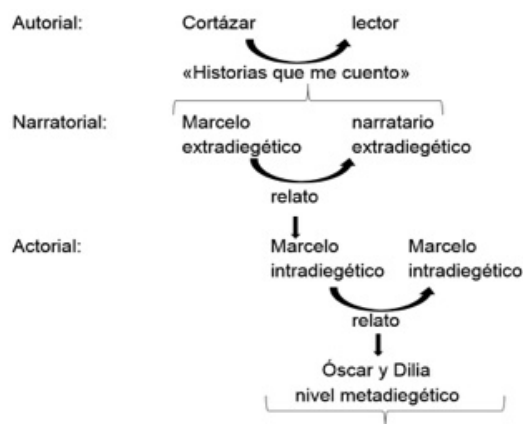 Autorial: Cortázar lector
«Historias que me cuento»
Narratorial: Marcelo narratario
extradiegético extradiegético
relato
Actorial: Marcelo Marcelo
intradiegético intradiegético
relato
Óscar y Dilia
nivel metadiegético